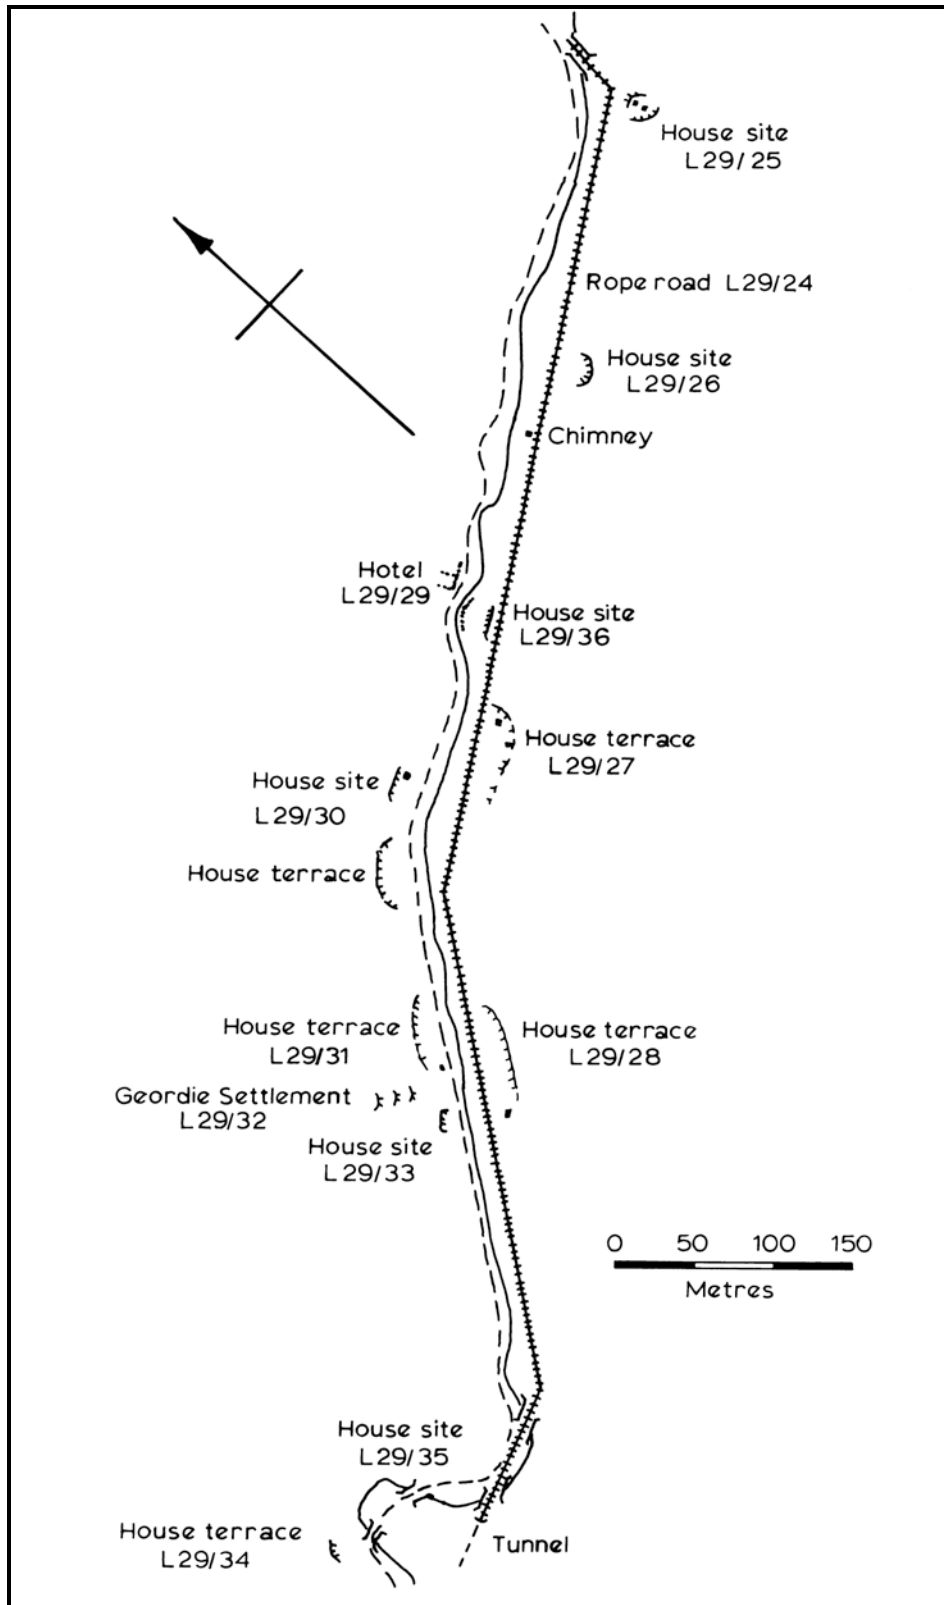 House site
L29/25
Rope road L29/24
House site
L29/26
Chimney
Hotel
L29/29
House site
L29/36
House terrace
L29/27
House site
L29/30
House terrace
House terrace
L29/31
House terrace
L29/28
Geordie Settlement
L29/32
House site
L29/33
0 50 100 150
Metres
House site
L29/35
House terrace
L29/34
Tunnel